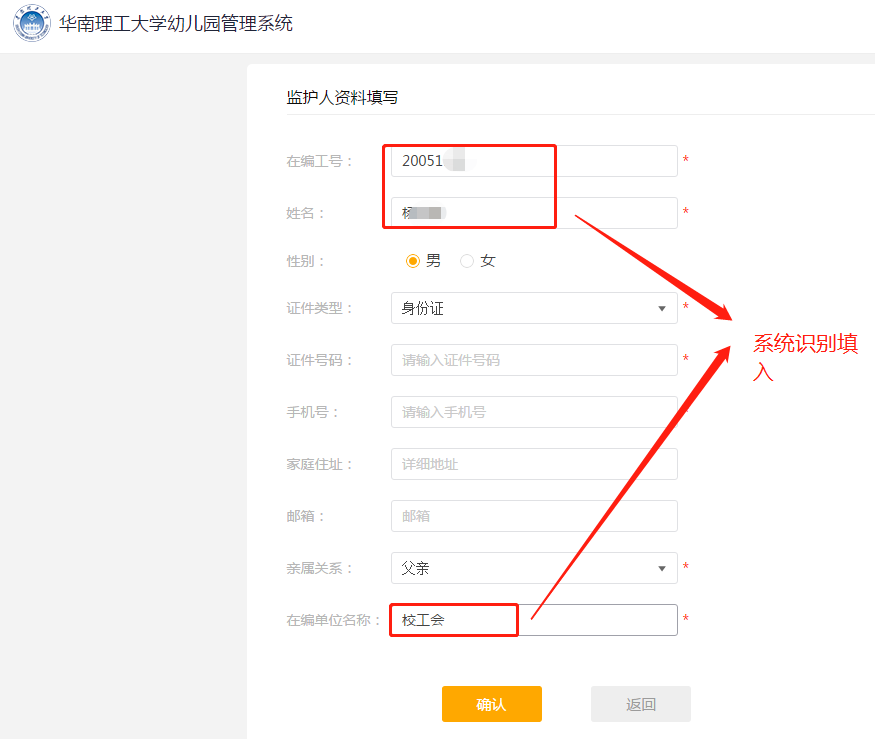 华南理工大学幼儿园管理系统
监护人资料填写
在编工号： 20051 *
姓名： *
性别： 男 女
证件类型： 身份证 *
证件号码： 请输入证件号码 *
手机号： 请输入手机号
系统识别填
入
家庭住址： 详细地址
邮箱： 邮箱
亲属关系： 父亲 *
在编单位名称： 校工会 *
确认 返回